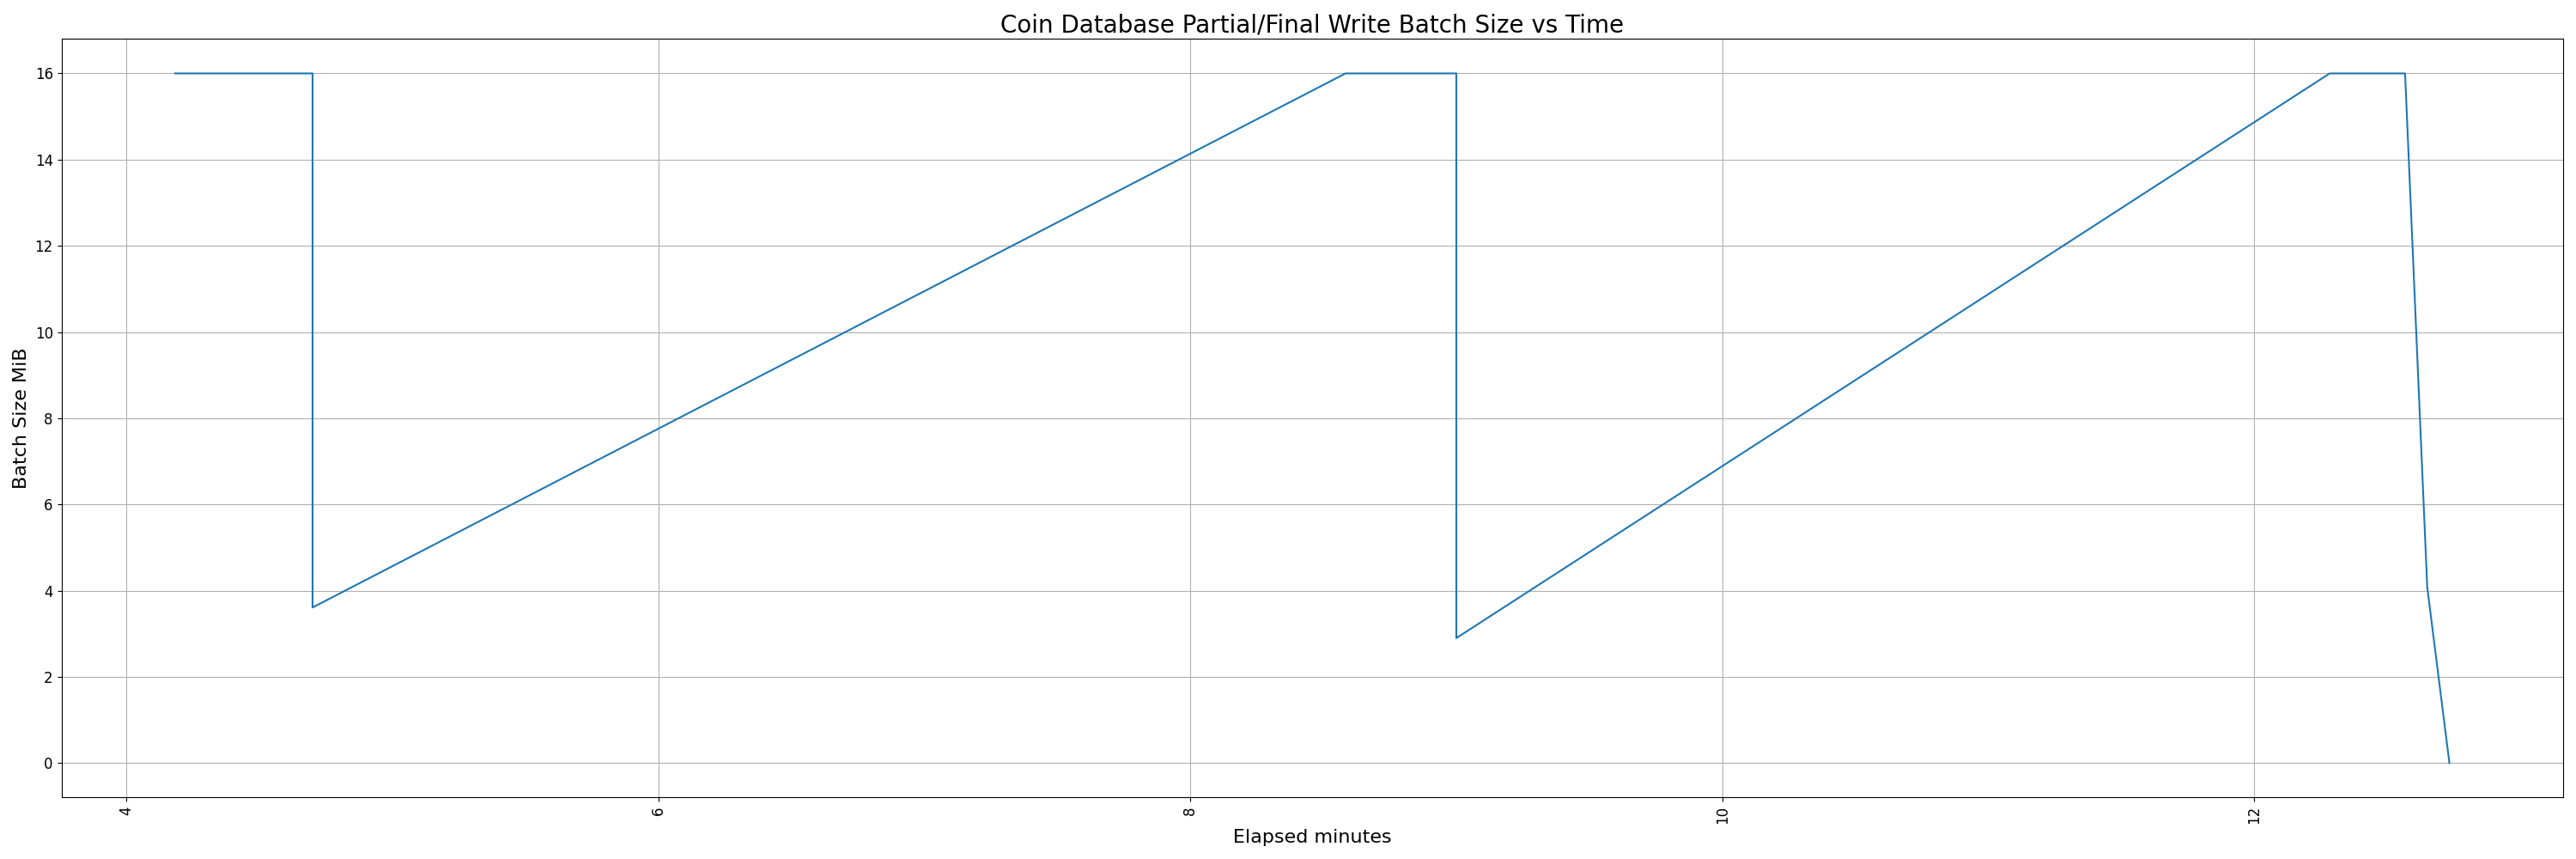 Coin Database Partial/Final Write Batch Size vs Time
Batch Size MiB
16
14
12
10
8
6
4
2
0
4 6 8 10 12
Elapsed minutes